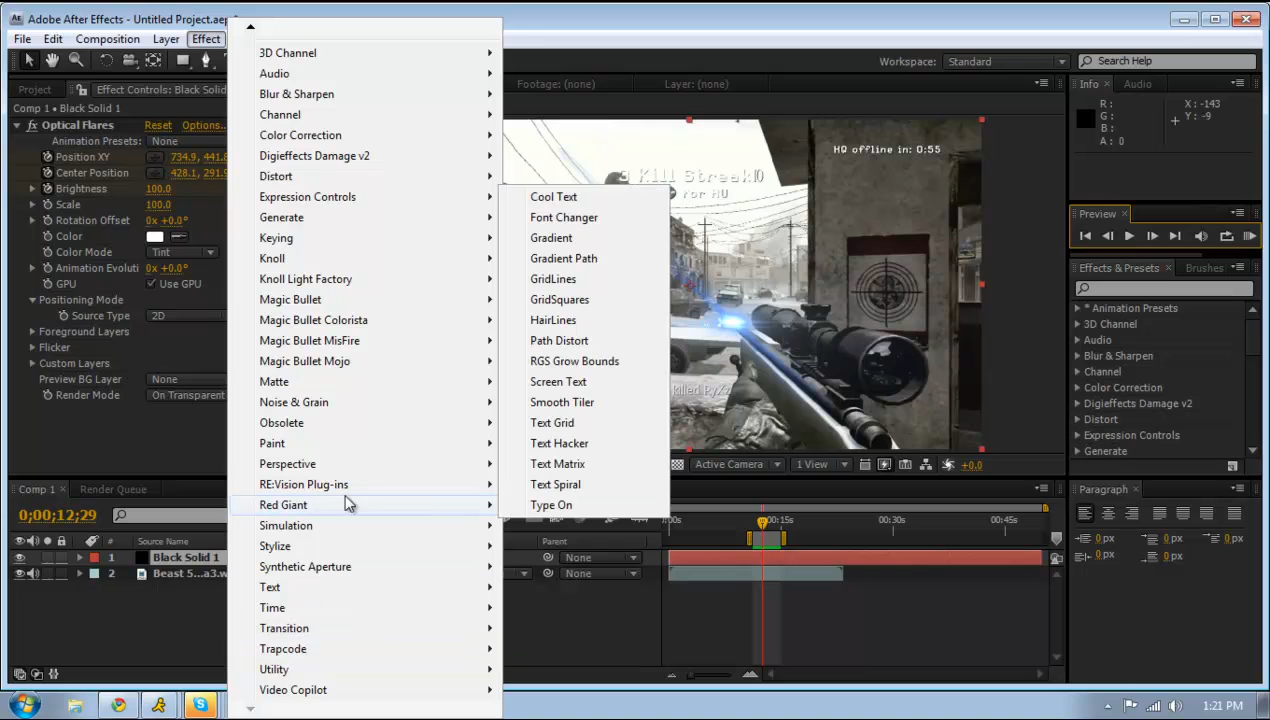 Adobe After Effects - Untitled Project.aep
File Edit Composition Layer Effect
Workspace: Standard
Search Help
Project
Effect Controls: Black Solid
Footage: (none)
Layer: (none)
Info
Audio
Comp 1 • Black Solid 1
fx Optical Flares Reset Options...
Animation Presets: None
Position XY 734.9, 441.8
Center Position 428.1, 291.9
Brightness 100.0
Scale 100.0
Rotation Offset 0x +0.0°
Color
Color Mode Tint
Animation Evoluti 0x +0.0°
GPU Use GPU
Positioning Mode
Source Type 2D
Foreground Layers
Flicker
Custom Layers
Preview BG Layer None
Render Mode On Transparent
3D Channel
Audio
Blur & Sharpen
Channel
Color Correction
Digieffects Damage v2
Distort
Expression Controls
Generate
Keying
Knoll
Knoll Light Factory
Magic Bullet
Magic Bullet Colorista
Magic Bullet MisFire
Magic Bullet Mojo
Matte
Noise & Grain
Obsolete
Paint
Perspective
RE:Vision Plug-ins
Red Giant
Simulation
Stylize
Synthetic Aperture
Text
Time
Transition
Trapcode
Utility
Video Copilot
Cool Text
Font Changer
Gradient
Gradient Path
GridLines
GridSquares
HairLines
Path Distort
RGS Grow Bounds
Screen Text
Smooth Tiler
Text Grid
Text Hacker
Text Matrix
Text Spiral
Type On
HQ offline in: 0:55
3 Kill Streak
for HQ
killed
R :
G :
B :
A : 0
X : -143
Y : -9
Preview
Effects & Presets
Brushes
* Animation Presets
3D Channel
Audio
Blur & Sharpen
Channel
Color Correction
Digieffects Damage v2
Distort
Expression Controls
Generate
Active Camera
1 View
+0.0
Comp 1
Render Queue
0;00;12;29
:00s
00:15s
00:30s
00:45s
# Source Name
Parent
1 Black Solid 1
None
2 Beast 5...a3.w
None
Paragraph
0 px
0 px
0 px
0 px
0 px
1:21 PM